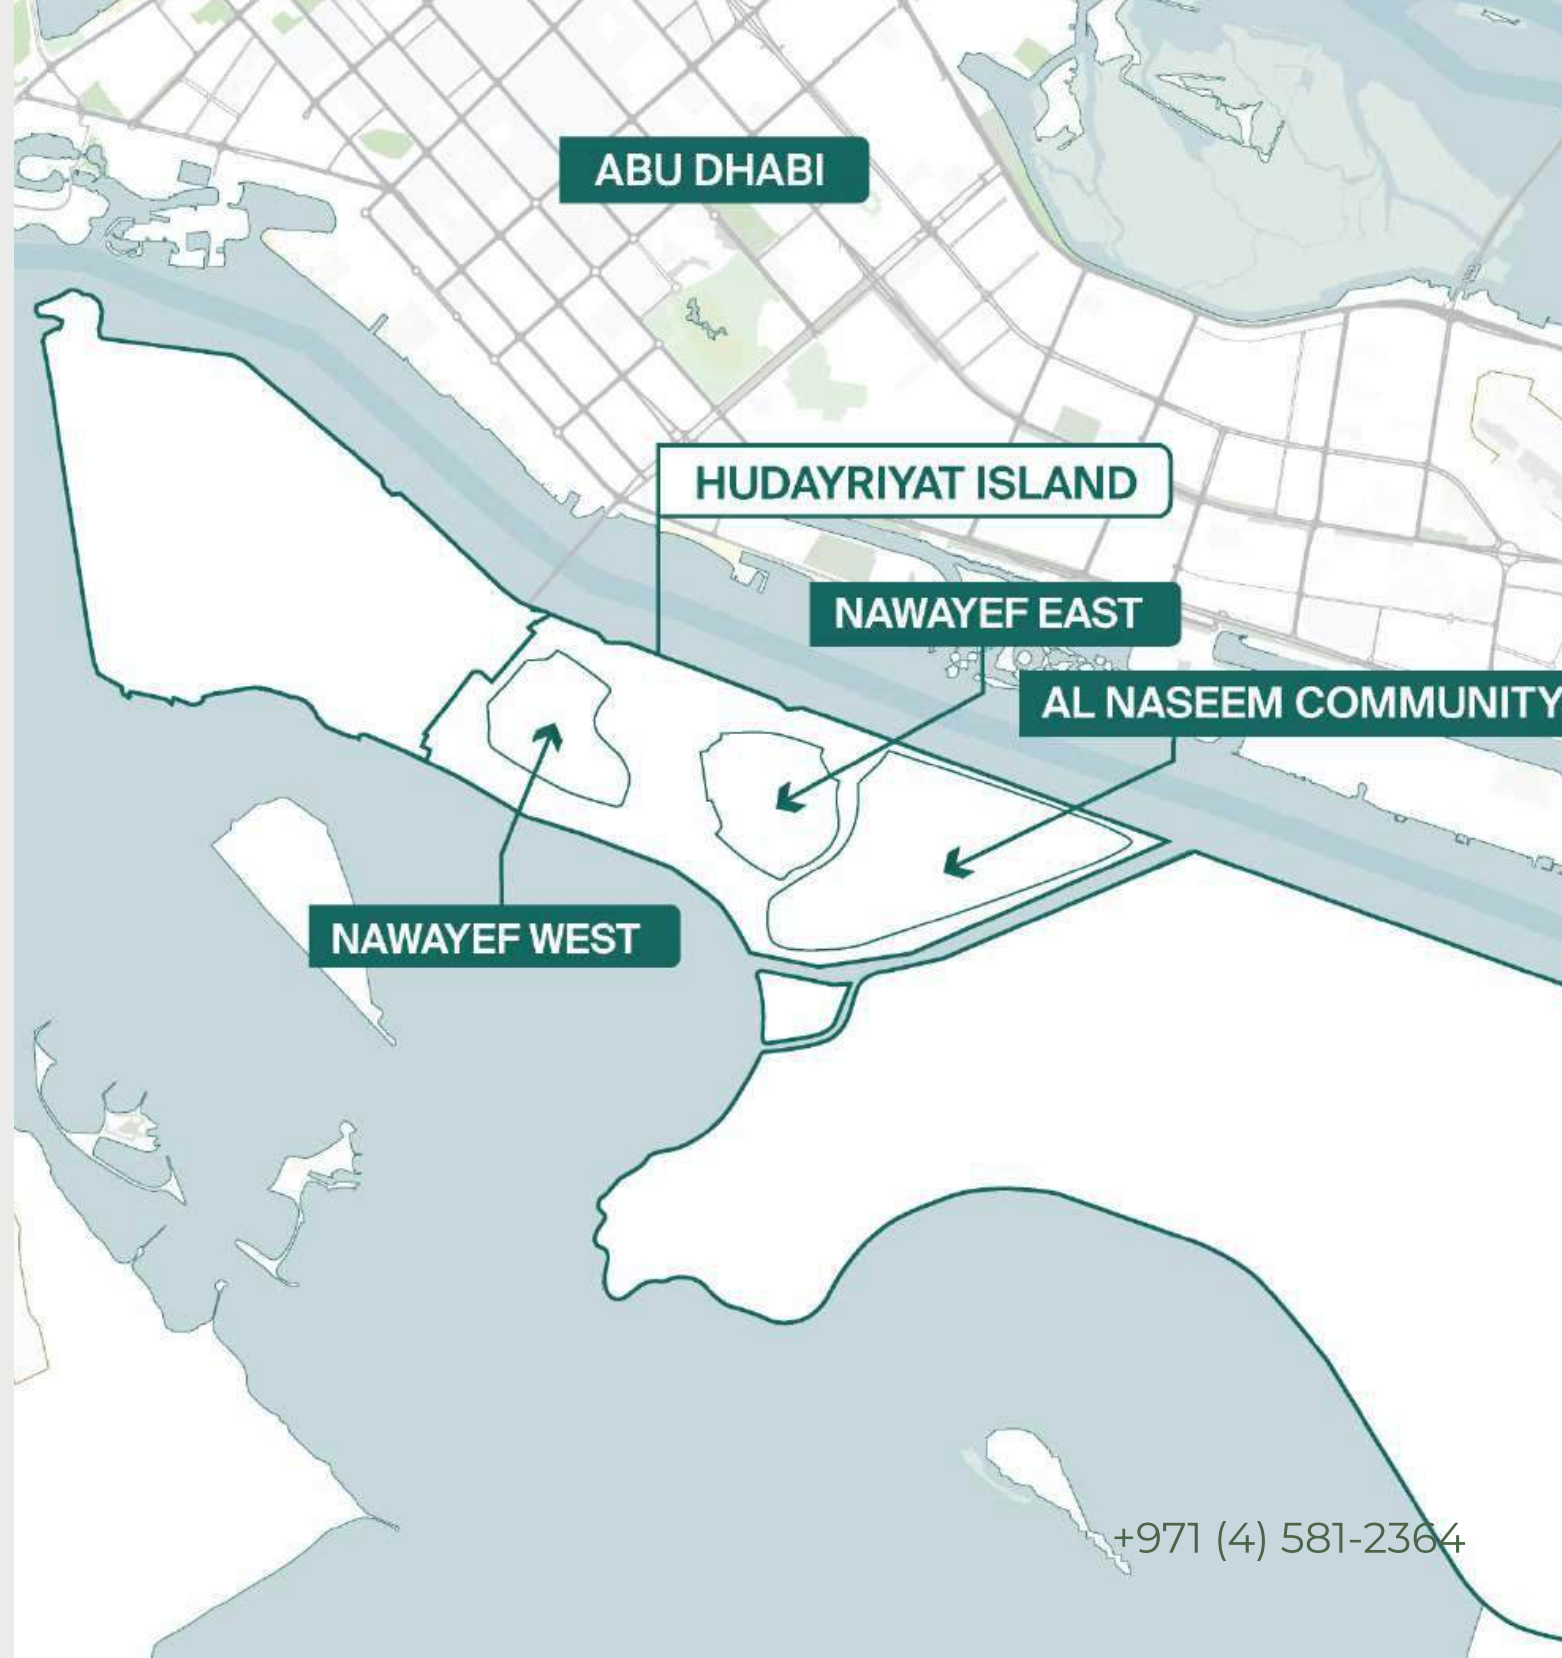 ABU DHABI
HUDAYRIYAT ISLAND
NAWAYEF EAST
AL NASEEM COMMUNITY
NAWAYEF WEST
+971 (4) 581-2364